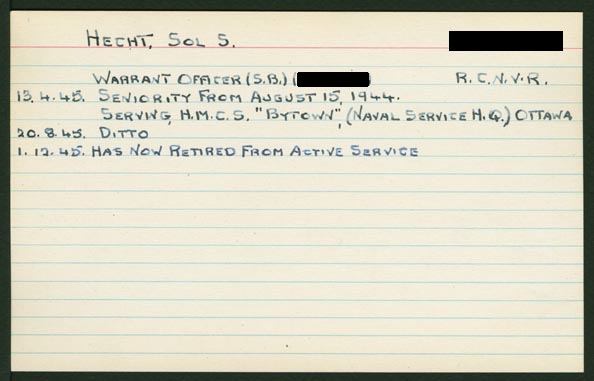 HECHT, SOL S.
WARRANT OFFICER (S.B.) ( ) R.C.N.V.R.
13.4.45. SENIORITY FROM AUGUST 15, 1944.
SERVING, H.M.C.S. "BYTOWN", (NAVAL SERVICE H.Q.) OTTAWA
20.8.45. DITTO
1.12.45. HAS NOW RETIRED FROM ACTIVE SERVICE